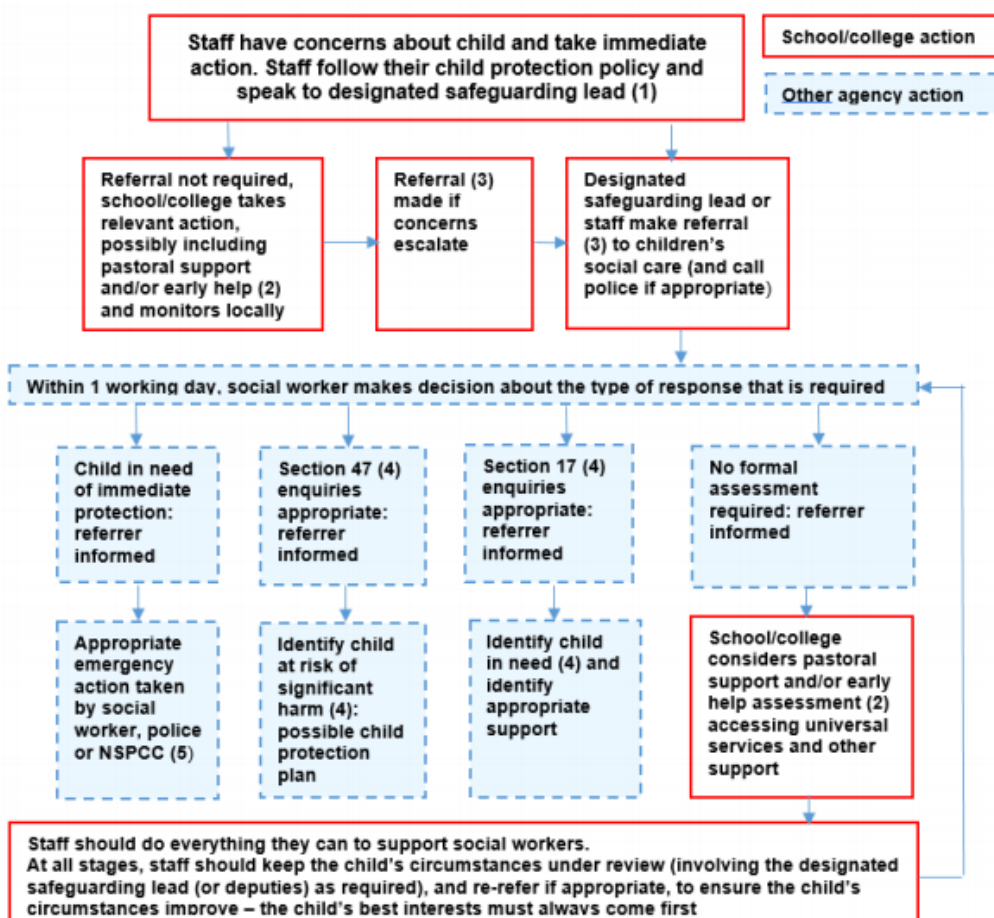 Staff have concerns about child and take immediate
action. Staff follow their child protection policy and
speak to designated safeguarding lead (1)
School/college action
Other agency action
Referral not required,
school/college takes
relevant action,
possibly including
pastoral support
and/or early help (2)
and monitors locally
Referral (3)
made if
concerns
escalate
Designated
safeguarding lead or
staff make referral
(3) to children's
social care (and call
police if appropriate)
Within 1 working day, social worker makes decision about the type of response that is required
Child in need
of immediate
protection:
referrer
informed
Section 47 (4)
enquiries
appropriate:
referrer
informed
Section 17 (4)
enquiries
appropriate:
referrer
informed
No formal
assessment
required: referrer
informed
Appropriate
emergency
action taken
by social
worker, police
or NSPCC (5)
Identify child
at risk of
significant
harm (4):
possible child
protection
plan
Identify child
in need (4) and
identify
appropriate
support
School/college
considers pastoral
support and/or early
help assessment (2)
accessing universal
services and other
support
Staff should do everything they can to support social workers.
At all stages, staff should keep the child's circumstances under review (involving the designated
safeguarding lead (or deputies) as required), and re-refer if appropriate, to ensure the child's
circumstances improve – the child's best interests must always come first